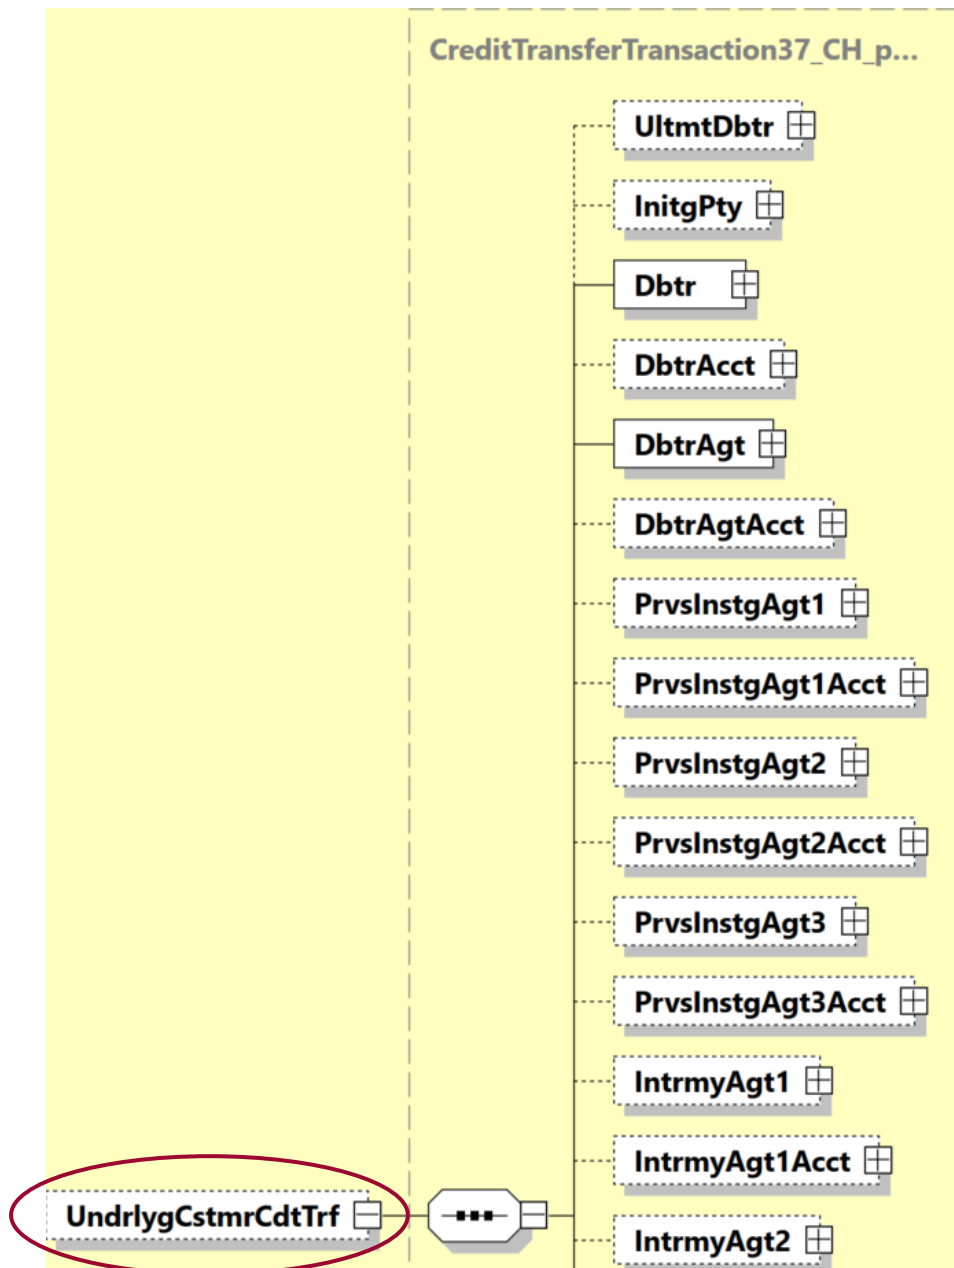 CreditTransferTransaction37_CH_p...
UltmtDbtr
InitgPty
Dbtr
DbtrAcct
DbtrAgt
DbtrAgtAcct
PrvsInstgAgt1
PrvsInstgAgt1Acct
PrvsInstgAgt2
PrvsInstgAgt2Acct
PrvsInstgAgt3
PrvsInstgAgt3Acct
IntrmyAgt1
IntrmyAgt1Acct
UndrlygCstmrCdtTrf
IntrmyAgt2